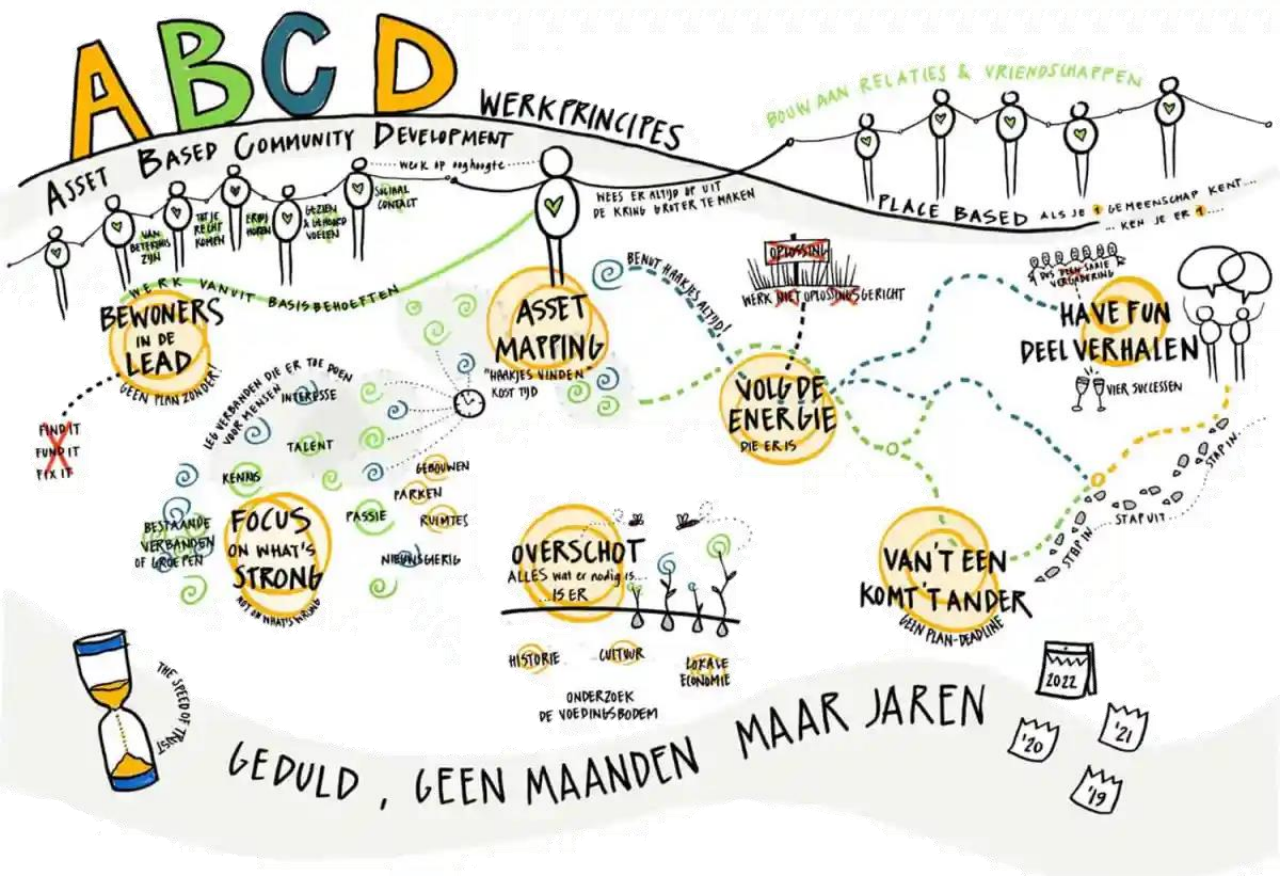 ABCD
WERKPRINCIPES
ASSET BASED COMMUNITY DEVELOPMENT
BOUW AAN RELATIES & VRIENDSCHAPPEN
werk op ooghoogte
WEES ER ALTIJD OP UIT
DE KRING GROTER TE MAKEN
PLACE BASED ALS JE 1 GEMEENSCHAP KENT....
... KEN JE ER 1....
VAN
BETEKENIS
ZIJN
TOT JE
RECHT
KOMEN
ERBIJ
HOREN
GEZIEN
& GEHOORD
VOELEN
SOCIAAL
CONTACT
WERK VANUIT BASISBEHOEFTEN
BEWONERS
IN DE
LEAD
GEEN PLAN ZONDER!
FIND IT
FUND IT
FIX IT
ASSET
MAPPING
"HAAKJES VINDEN"
KOST TIJD
BENUT HAAKJES ALTIJD!
OPLOSSING
WERK NIET OPLOSSINGSGERICHT
VOLG DE
ENERGIE
DIE ER IS
DUS GEEN SAAIE
VERGADERING
HAVE FUN
DEEL VERHALEN
VIER SUCCESSEN
LEG VERBANDEN DIE ER TOE DOEN
VOOR MENSEN
INTERESSE
TALENT
KENNIS
GEBOUWEN
PARKEN
PASSIE
RUIMTES
NIEUWSGIERIG
BESTAANDE
VERBANDEN
OF GROEPEN
FOCUS
ON WHAT'S
STRONG
NOT ON WHAT'S WRONG
OVERSCHOT
ALLES wat er nodig is...
...IS ER
HISTORIE
CULTUUR
LOKALE
ECONOMIE
ONDERZOEK
DE VOEDINGSBODEM
VAN'T EEN
KOMT 'T ANDER
GEEN PLAN-DEADLINE
STAP IN
STAP UIT
STAP IN
THE SPEED OF TRUST
GEDULD, GEEN MAANDEN MAAR JAREN
2022
'20
'21
'19